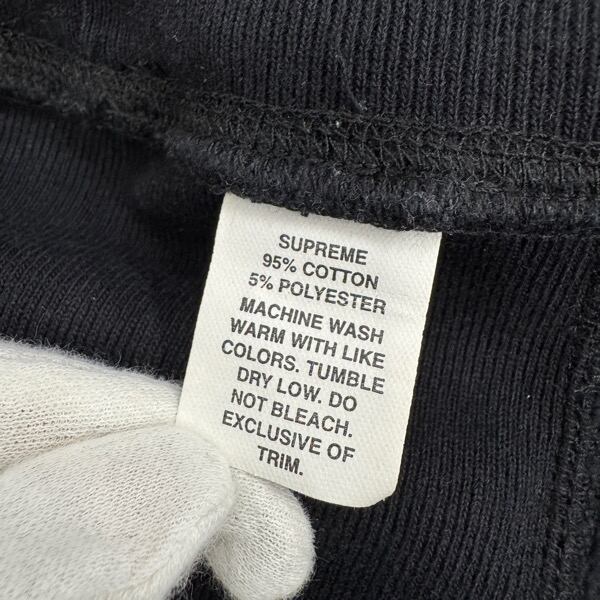 SUPREME
95% COTTON
5% POLYESTER
MACHINE WASH
WARM WITH LIKE
COLORS. TUMBLE
DRY LOW. DO
NOT BLEACH.
EXCLUSIVE OF
TRIM.